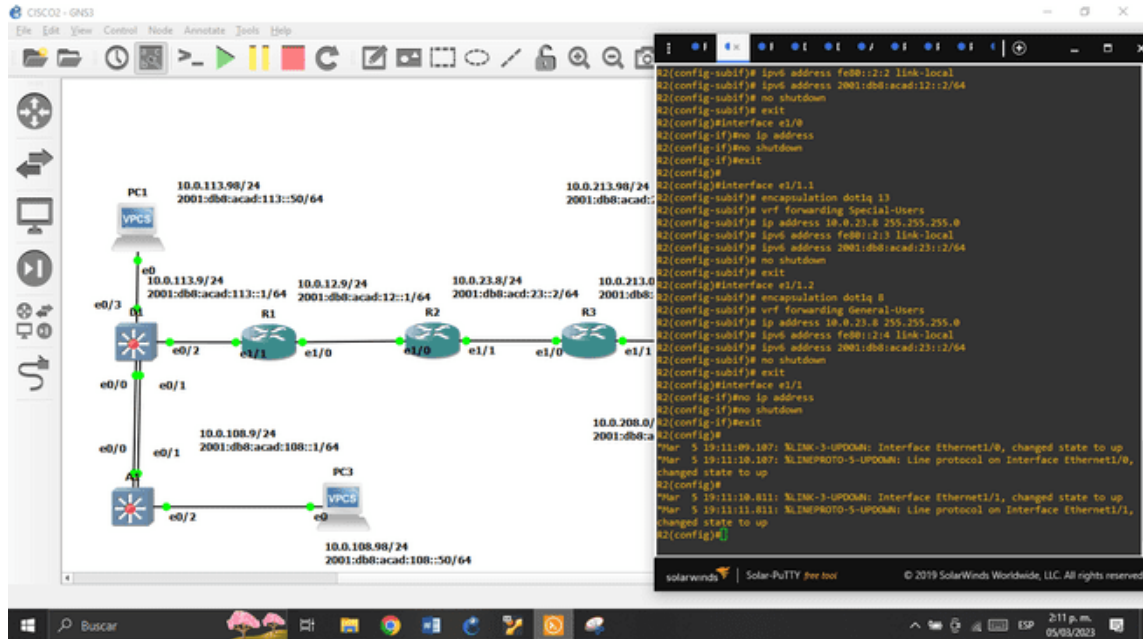 CISCO2 - GNS3
File Edit View Control Node Annotate Tools Help
PC1
10.0.113.98/24
2001:db8:acad:113::50/64
VPCS
e0
10.0.113.9/24
2001:db8:acad:113::1/64
e0/3
D1
e0/2
e0/0
e0/1
R1
e1/1
e1/0
10.0.12.9/24
2001:db8:acad:12::1/64
R2
e1/0
e1/1
10.0.23.8/24
2001:db8:acd:23::2/64
10.0.213.98/24
2001:db8:acad:2
10.0.213.0
2001:db8:
R3
e1/0
e1/1
10.0.208.0/
2001:db8:a
e0/0
e0/1
10.0.108.9/24
2001:db8:acad:108::1/64
PC3
VPCS
e0/2
e0
10.0.108.98/24
2001:db8:acad:108::50/64
R2(config-subif)# ipv6 address fe80::2:2 link-local
R2(config-subif)# ipv6 address 2001:db8:acad:12::2/64
R2(config-subif)# no shutdown
R2(config-subif)# exit
R2(config)#interface e1/0
R2(config-if)#no ip address
R2(config-if)#no shutdown
R2(config-if)#exit
R2(config)#
R2(config)#interface e1/1.1
R2(config-subif)# encapsulation dot1q 13
R2(config-subif)# vrf forwarding Special-Users
R2(config-subif)# ip address 10.0.23.8 255.255.255.0
R2(config-subif)# ipv6 address fe80::2:3 link-local
R2(config-subif)# ipv6 address 2001:db8:acad:23::2/64
R2(config-subif)# no shutdown
R2(config-subif)# exit
R2(config)#interface e1/1.2
R2(config-subif)# encapsulation dot1q 8
R2(config-subif)# vrf forwarding General-Users
R2(config-subif)# ip address 10.0.23.8 255.255.255.0
R2(config-subif)# ipv6 address fe80::2:4 link-local
R2(config-subif)# ipv6 address 2001:db8:acad:23::2/64
R2(config-subif)# no shutdown
R2(config-subif)# exit
R2(config)#interface e1/1
R2(config-if)#no ip address
R2(config-if)#no shutdown
R2(config-if)#exit
R2(config)#
*Mar  5 19:11:09.107: %LINK-3-UPDOWN: Interface Ethernet1/0, changed state to up
*Mar  5 19:11:10.107: %LINEPROTO-5-UPDOWN: Line protocol on Interface Ethernet1/0,
changed state to up
R2(config)#
*Mar  5 19:11:10.811: %LINK-3-UPDOWN: Interface Ethernet1/1, changed state to up
*Mar  5 19:11:11.811: %LINEPROTO-5-UPDOWN: Line protocol on Interface Ethernet1/1,
changed state to up
R2(config)#
solarwinds Solar-PuTTY free tool © 2019 SolarWinds Worldwide, LLC. All rights reserved
Buscar
ESP
2:11 p. m.
05/03/2023